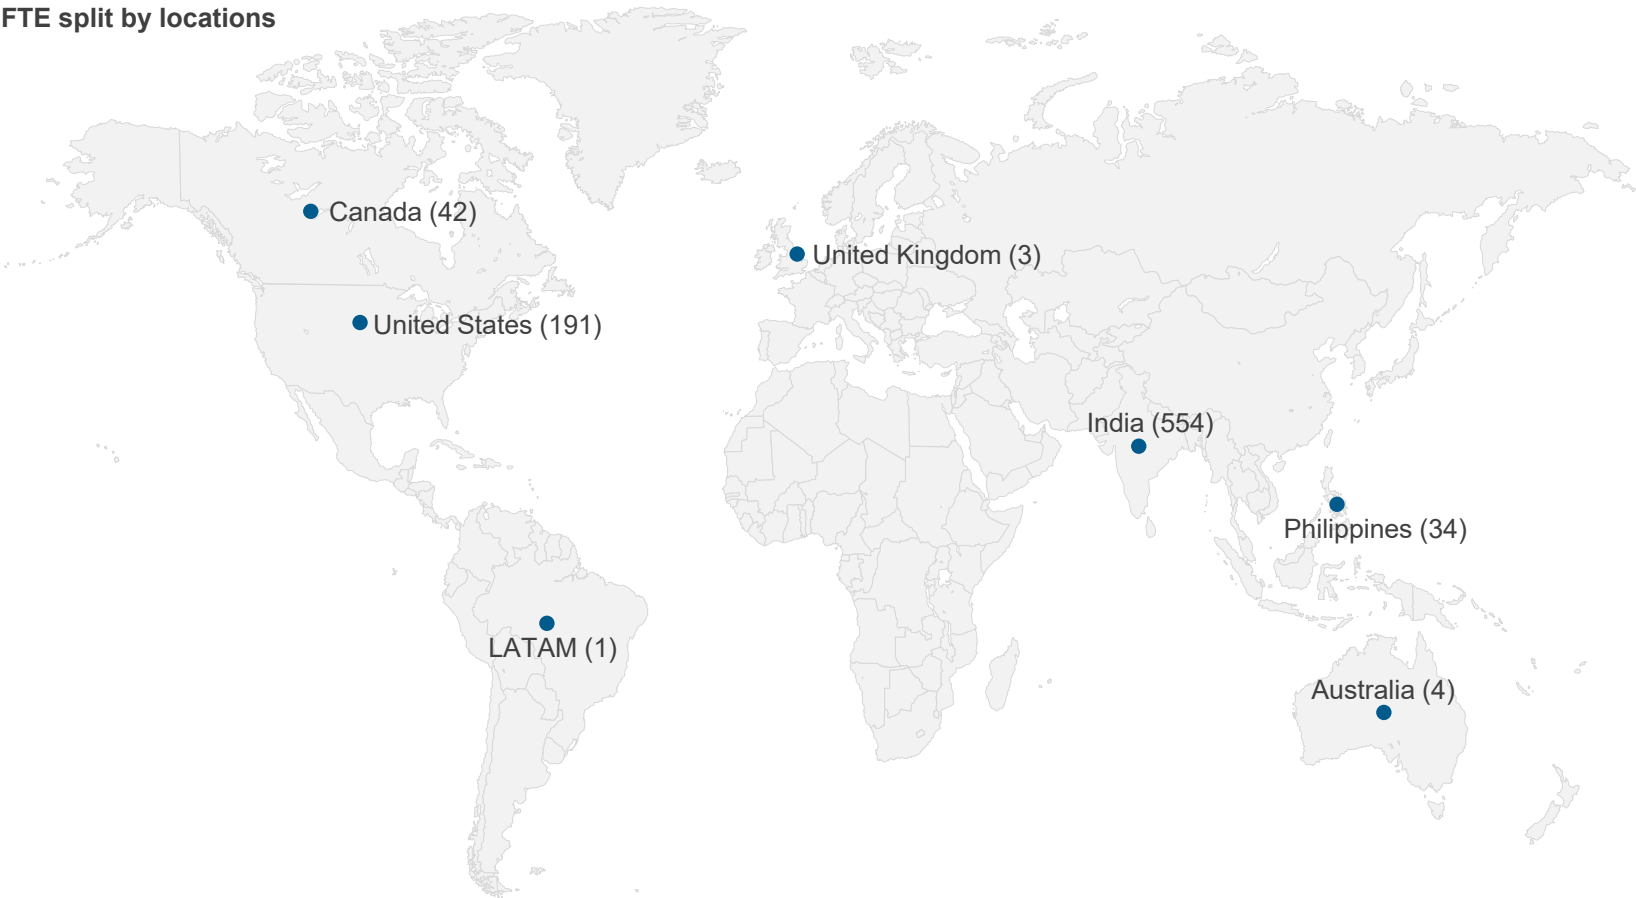 FTE split by locations
Canada (42)
United Kingdom (3)
United States (191)
India (554)
Philippines (34)
LATAM (1)
Australia (4)